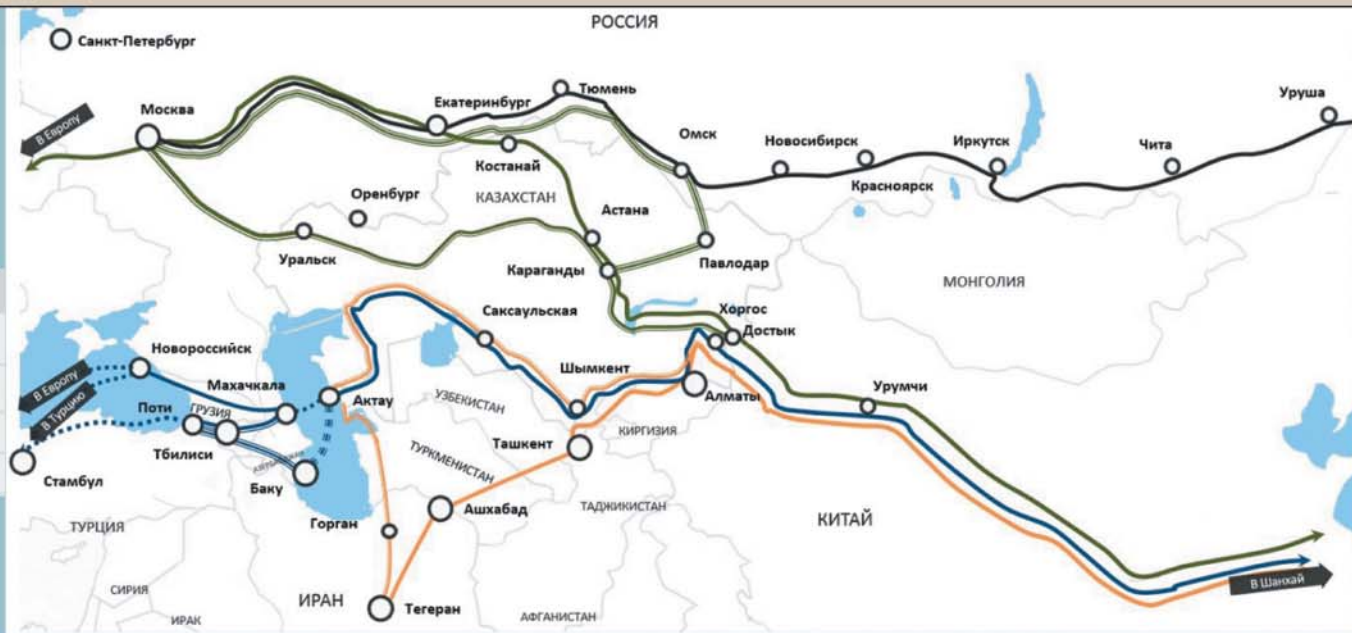 РОССИЯ
Санкт-Петербург
Москва
В Европу
Екатеринбург
Тюмень
Омск
Новосибирск
Красноярск
Иркутск
Чита
Уруша
Костанай
КАЗАХСТАН
Оренбург
Уральск
Астана
Караганды
Павлодар
МОНГОЛИЯ
Саксаульская
Хоргос
Достык
Новороссийск
В Европу
В Турцию
Махачкала
Поти
ГРУЗИЯ
Актау
Шымкент
Алматы
Урумчи
УЗБЕКИСТАН
КИРГИЗИЯ
Ташкент
ТУРКМЕНИСТАН
Тбилиси
Стамбул
Баку
Ашхабад
ТАДЖИКИСТАН
КИТАЙ
Горган
ТУРЦИЯ
СИРИЯ
ИРАК
ИРАН
Тегеран
АФГАНИСТАН
В Шанхай